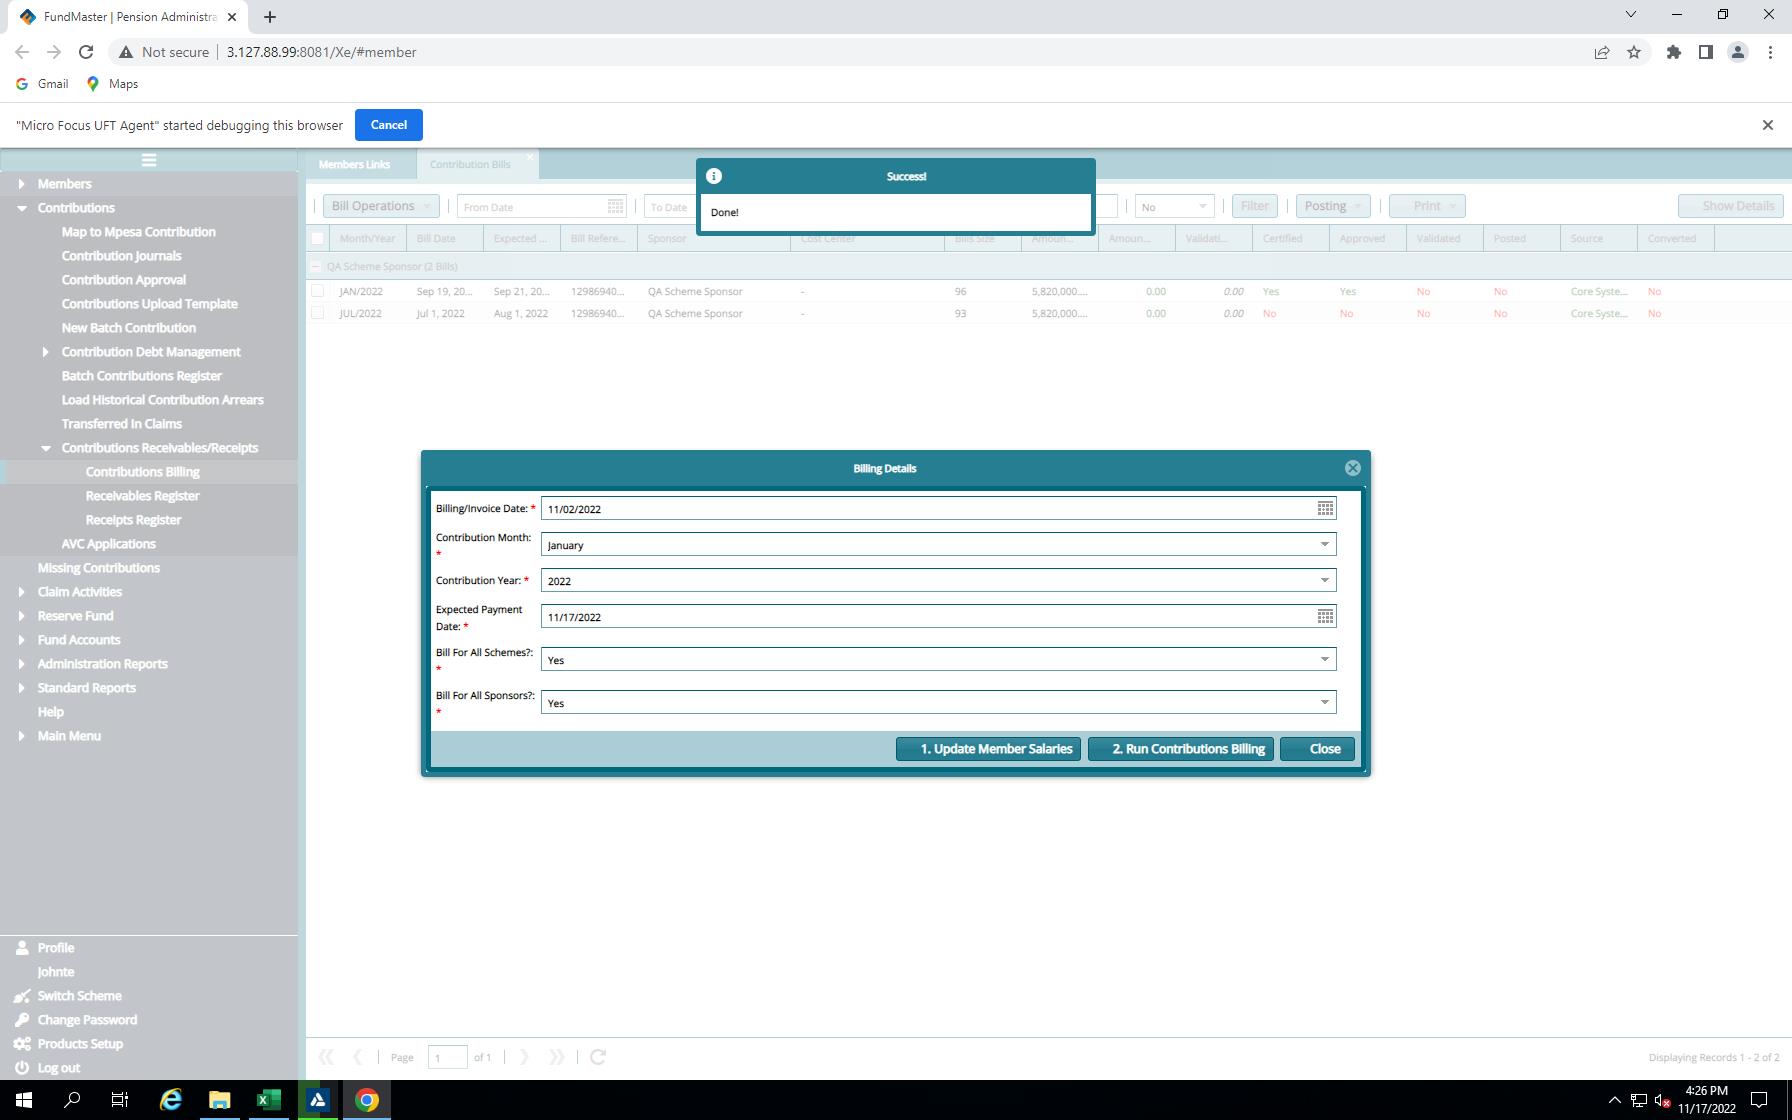 FundMaster | Pension Administra
Not secure
3.127.88.99:8081/Xe/#member
Gmail
Maps
"Micro Focus UFT Agent" started debugging this browser
Cancel
Members
Contributions
Map to Mpesa Contribution
Contribution Journals
Contribution Approval
Contributions Upload Template
New Batch Contribution
Contribution Debt Management
Batch Contributions Register
Load Historical Contribution Arrears
Transferred In Claims
Contributions Receivables/Receipts
Contributions Billing
Receivables Register
Receipts Register
AVC Applications
Missing Contributions
Claim Activities
Reserve Fund
Fund Accounts
Administration Reports
Standard Reports
Help
Main Menu
Profile
Johnte
Switch Scheme
Change Password
Products Setup
Log out
Members Links
Contribution Bills
Success!
Done!
Bill Operations
From Date
To Date
No
Filter
Posting
Print
Show Details
Month/Year Bill Date Expected ... Bill Refere... Sponsor Cost Center Bills Size Amoun... Amoun... Validati... Certified Approved Validated Posted Source Converted
QA Scheme Sponsor (2 Bills)
JAN/2022 Sep 19, 20... Sep 21, 20... 12986940... QA Scheme Sponsor - 96 5,820,000.... 0.00 0.00 Yes Yes No No Core Syste... No
JUL/2022 Jul 1, 2022 Aug 1, 2022 12986940... QA Scheme Sponsor - 93 5,820,000.... 0.00 0.00 No No No No Core Syste... No
Billing Details
Billing/Invoice Date: * 11/02/2022
Contribution Month: * January
Contribution Year: * 2022
Expected Payment
Date: * 11/17/2022
Bill For All Schemes?: * Yes
Bill For All Sponsors?: * Yes
1. Update Member Salaries
2. Run Contributions Billing
Close
Page 1 of 1
Displaying Records 1 - 2 of 2
4:26 PM
11/17/2022